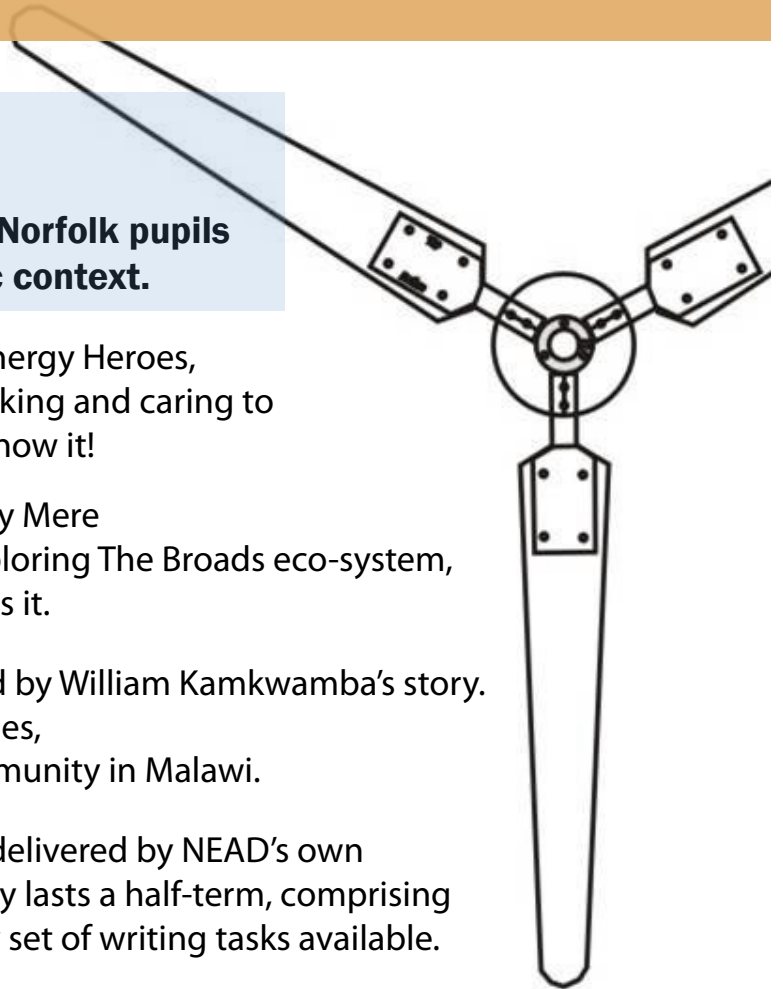 Norfolk pupils
c context.
nergy Heroes,
king and caring to
now it!
y Mere
ploring The Broads eco-system,
s it.
d by William Kamkwamba's story.
es,
munity in Malawi.
delivered by NEAD's own
y lasts a half-term, comprising
set of writing tasks available.